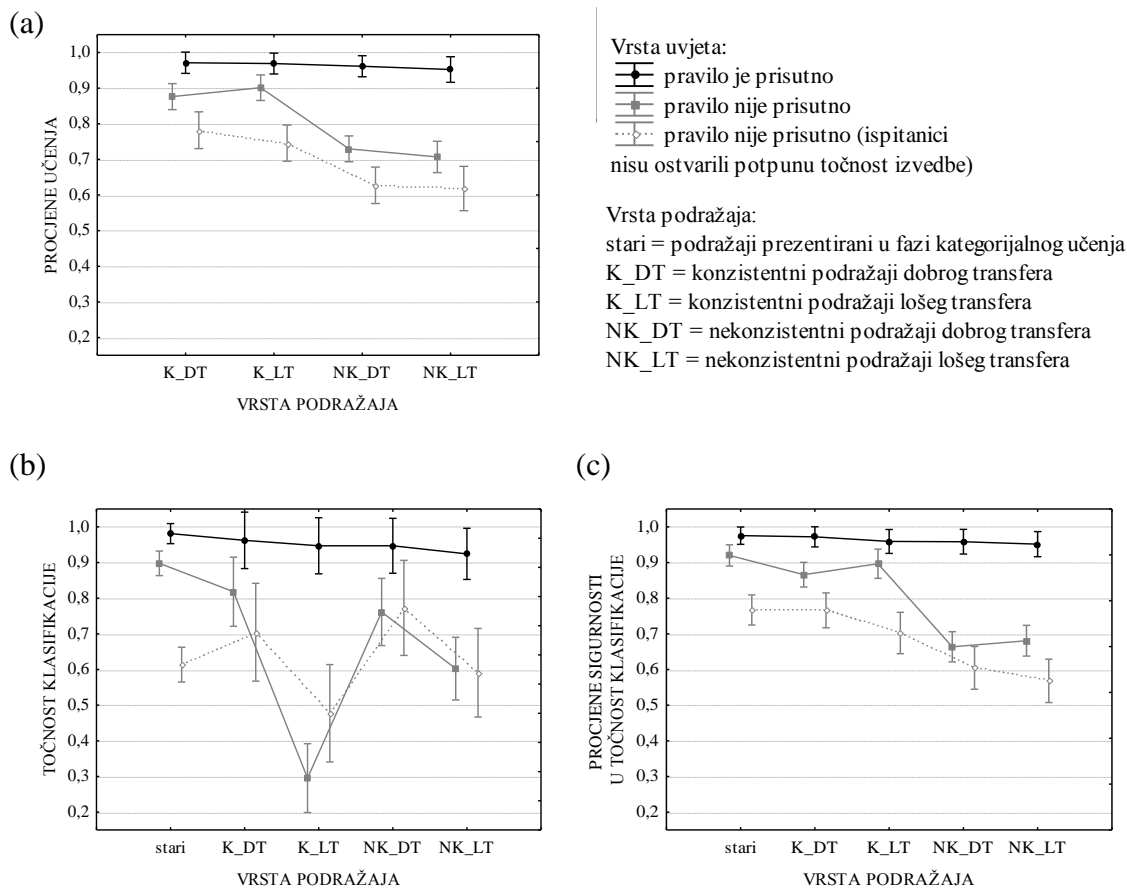 (a)
PROCJENE UČENJA
1,0
0,9
0,8
0,7
0,6
0,5
0,4
0,3
0,2
K_DT K_LT NK_DT NK_LT
VRSTA PODRAŽAJA
Vrsta uvjeta:
pravilo je prisutno
pravilo nije prisutno
pravilo nije prisutno (ispitanici
nisu ostvarili potpunu točnost izvedbe)
Vrsta podražaja:
stari = podražaji prezentirani u fazi kategorijalnog učenja
K_DT = konzistentni podražaji dobrog transfera
K_LT = konzistentni podražaji lošeg transfera
NK_DT = nekonzistentni podražaji dobrog transfera
NK_LT = nekonzistentni podražaji lošeg transfera
(b)
TOČNOST KLASIFIKACIJE
1,0
0,9
0,8
0,7
0,6
0,5
0,4
0,3
0,2
stari K_DT K_LT NK_DT NK_LT
VRSTA PODRAŽAJA
(c)
PROCJENE SIGURNOSTI
U TOČNOST KLASIFIKACIJE
1,0
0,9
0,8
0,7
0,6
0,5
0,4
0,3
0,2
stari K_DT K_LT NK_DT NK_LT
VRSTA PODRAŽAJA